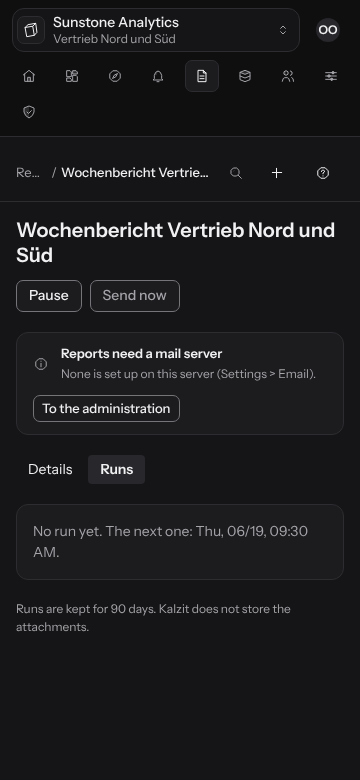 Sunstone Analytics
Vertrieb Nord und Süd
OO
Re... / Wochenbericht Vertrie...
Wochenbericht Vertrieb Nord und
Süd
Pause
Send now
Reports need a mail server
None is set up on this server (Settings > Email).
To the administration
Details
Runs
No run yet. The next one: Thu, 06/19, 09:30
AM.
Runs are kept for 90 days. Kalzit does not store the
attachments.